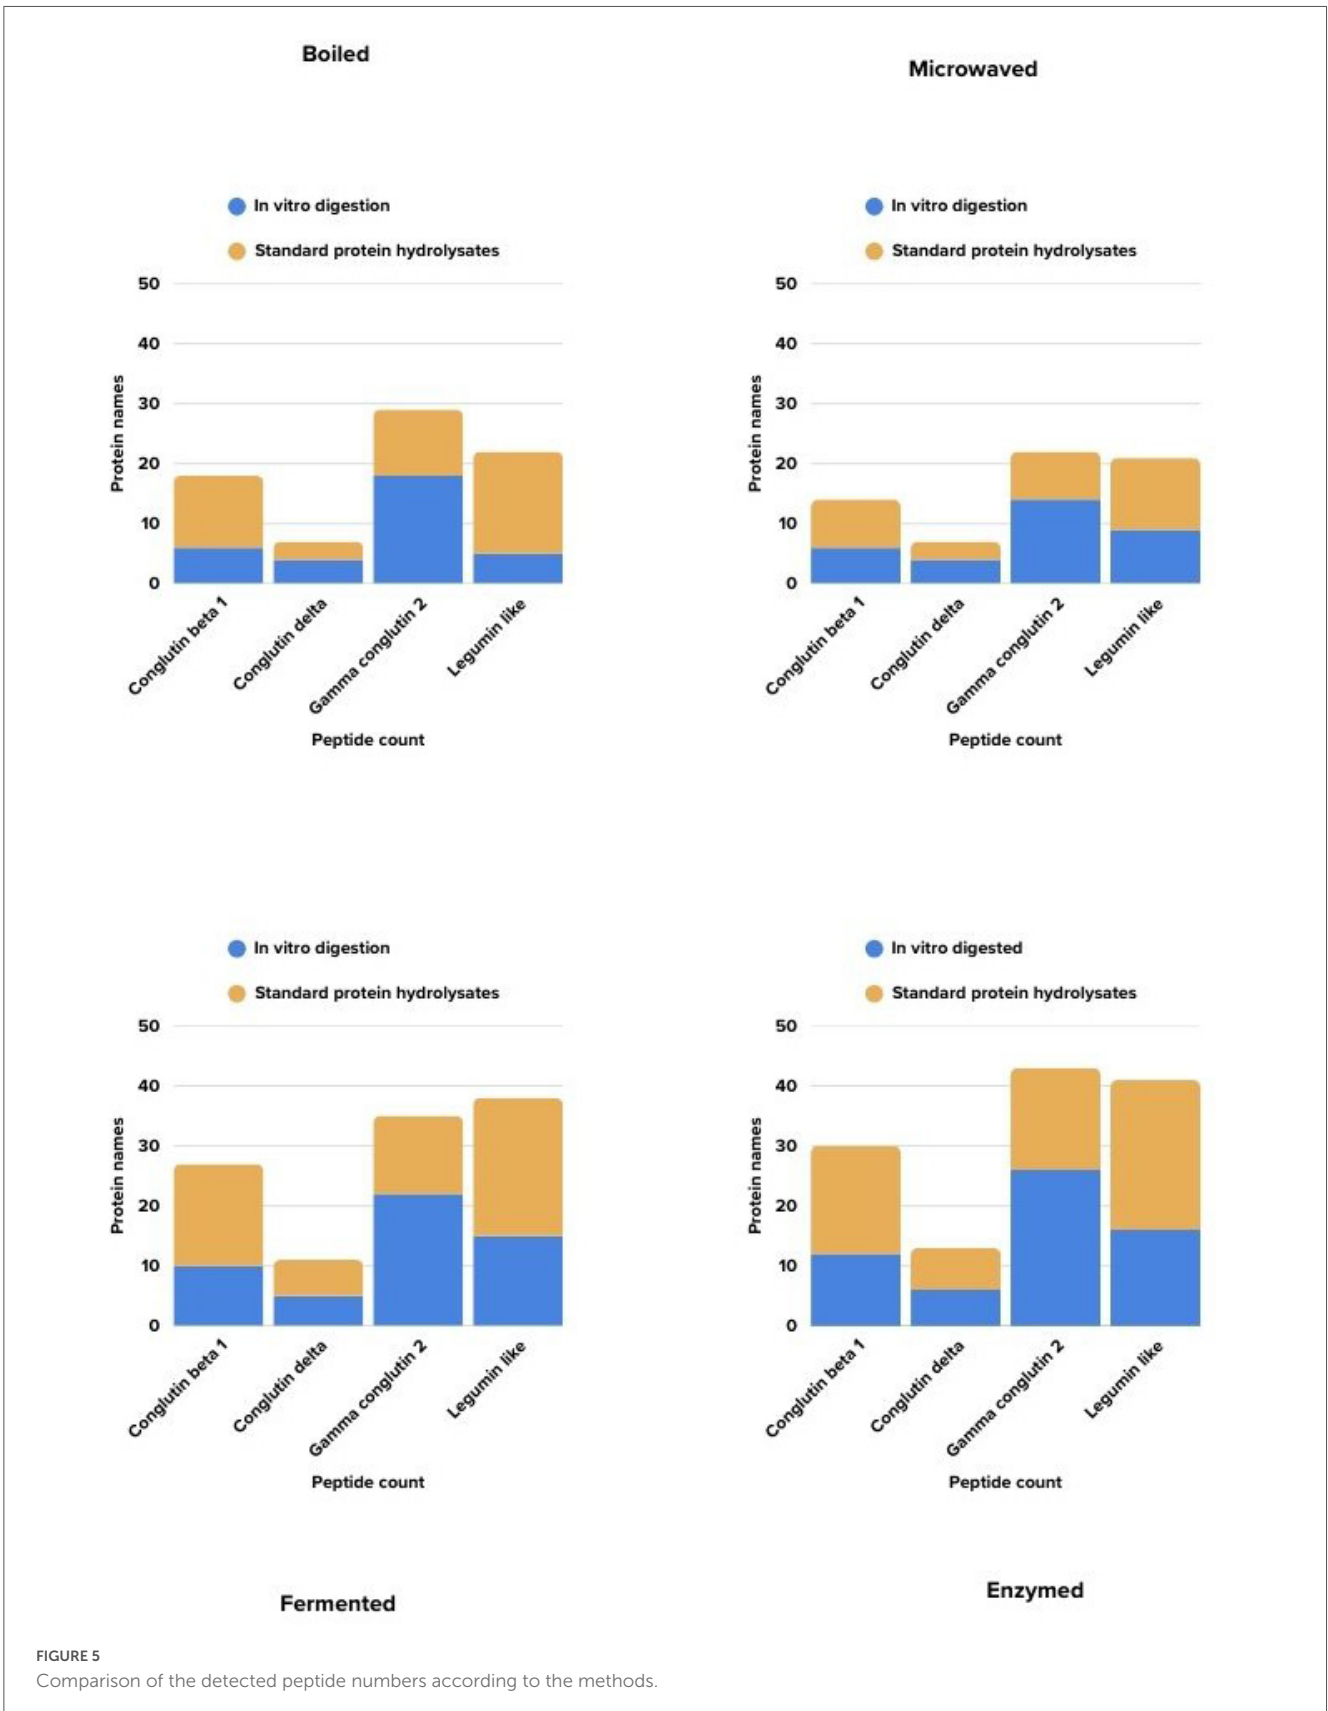 Boiled
In vitro digestion
Standard protein hydrolysates
50
40
30
20
10
0
Protein names
Conglutin beta 1
Conglutin delta
Gamma conglutin 2
Legumin like
Peptide count
Microwaved
In vitro digestion
Standard protein hydrolysates
50
40
30
20
10
0
Protein names
Conglutin beta 1
Conglutin delta
Gamma conglutin 2
Legumin like
Peptide count
In vitro digestion
Standard protein hydrolysates
50
40
30
20
10
0
Protein names
Conglutin beta 1
Conglutin delta
Gamma conglutin 2
Legumin like
Peptide count
Fermented
In vitro digested
Standard protein hydrolysates
50
40
30
20
10
0
Protein names
Conglutin beta 1
Conglutin delta
Gamma conglutin 2
Legumin like
Peptide count
Enzymed
FIGURE 5
Comparison of the detected peptide numbers according to the methods.